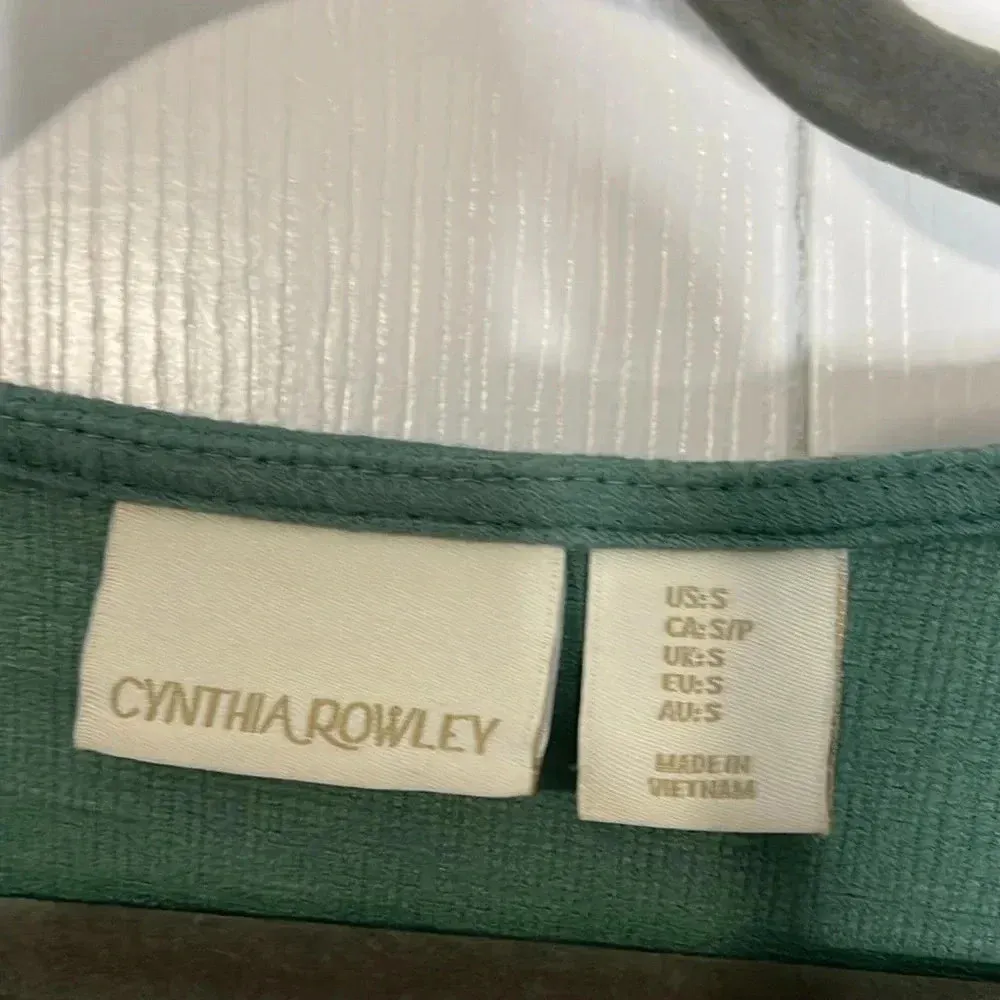 CYNTHIA ROWLEY
US: S
CA: S/P
UK: S
EU: S
AU: S
MADE IN
VIETNAM